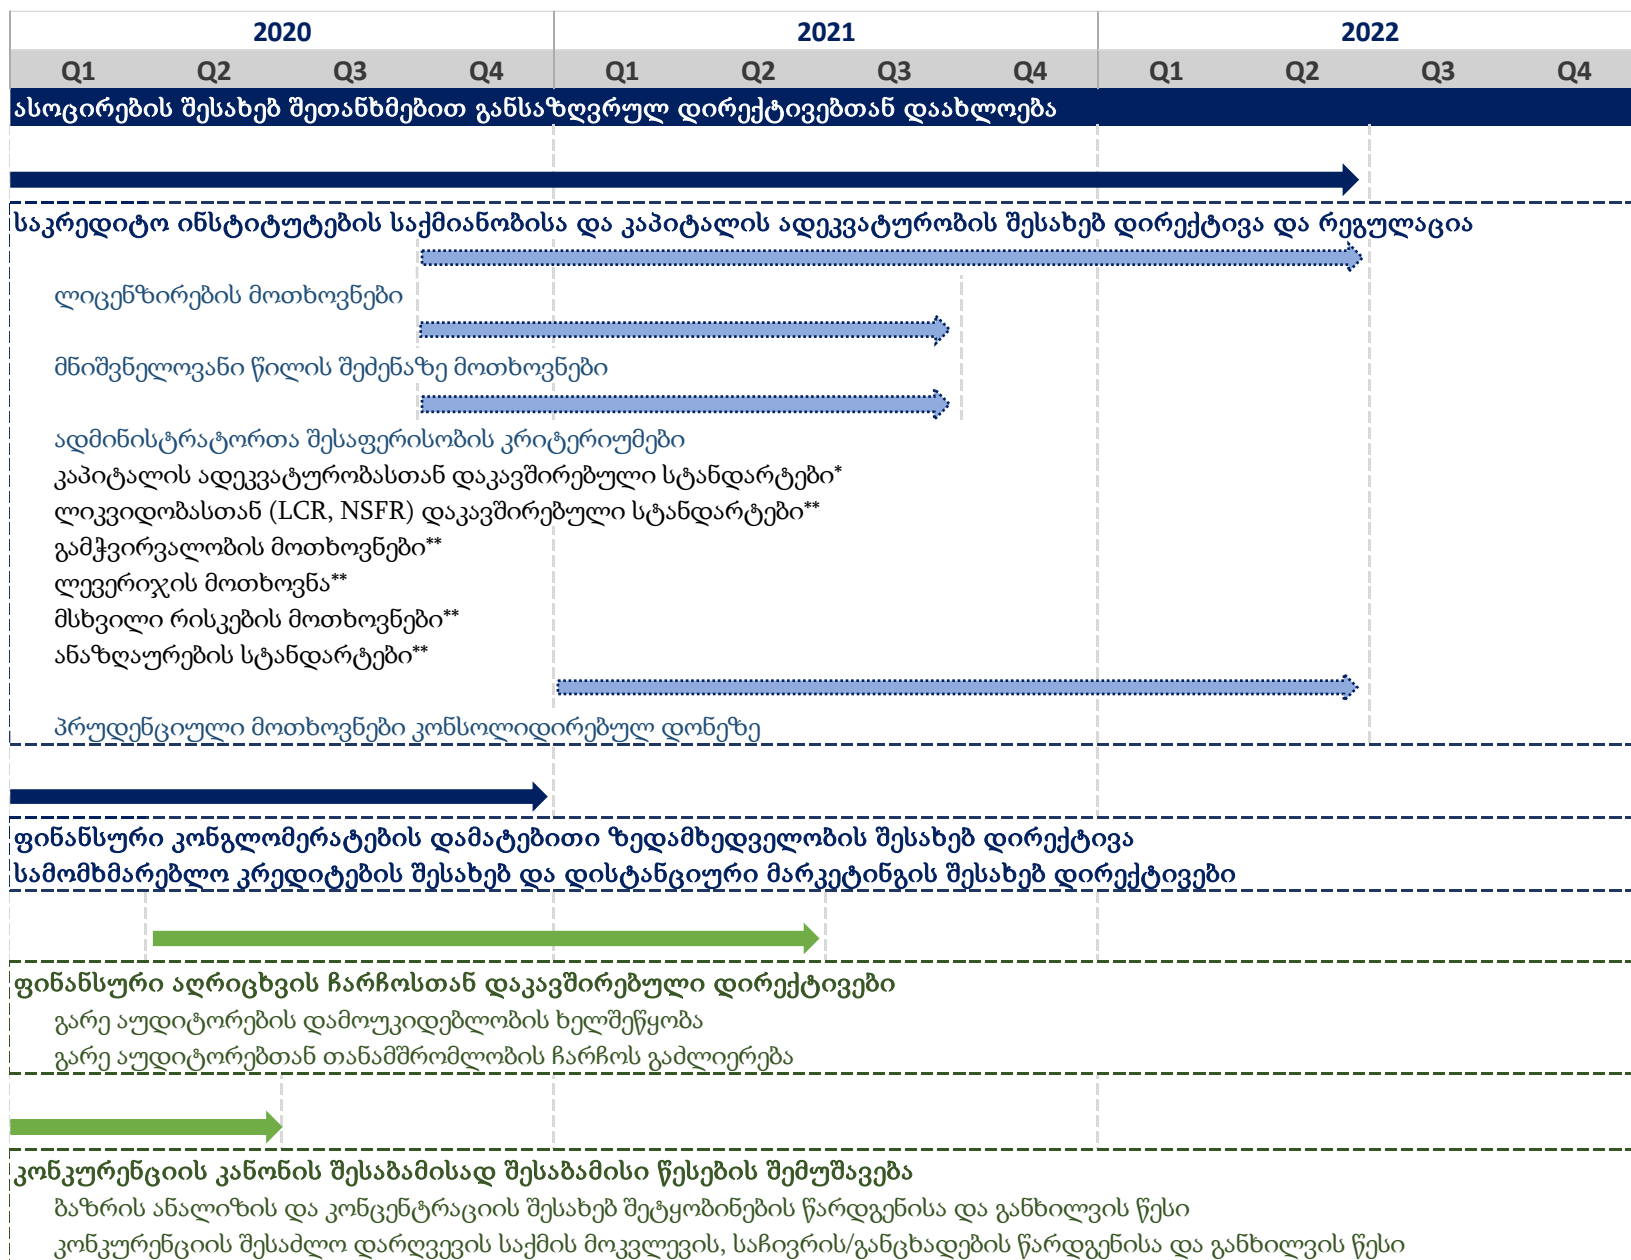 2020 2021 2022
Q1 Q2 Q3 Q4 Q1 Q2 Q3 Q4 Q1 Q2 Q3 Q4
ასოცირების შესახებ შეთანხმებით განსაზღვრულ დირექტივებთან დაახლოება
საკრედიტო ინსტიტუტების საქმიანობისა და კაპიტალის ადეკვატურობის შესახებ დირექტივა და რეგულაცია
ლიცენზირების მოთხოვნები
მნიშვნელოვანი წილის შეძენაზე მოთხოვნები
ადმინისტრატორთა შესაფერისობის კრიტერიუმები
კაპიტალის ადეკვატურობასთან დაკავშირებული სტანდარტები*
ლიკვიდობასთან (LCR, NSFR) დაკავშირებული სტანდარტები**
გამჭვირვალობის მოთხოვნები**
ლევერიჯის მოთხოვნა**
მსხვილი რისკების მოთხოვნები**
ანაზღაურების სტანდარტები**
პრუდენციული მოთხოვნები კონსოლიდირებულ დონეზე
ფინანსური კონგლომერატების დამატებითი ზედამხედველობის შესახებ დირექტივა
სამომხმარებლო კრედიტების შესახებ და დისტანციური მარკეტინგის შესახებ დირექტივები
ფინანსური აღრიცხვის ჩარჩოსთან დაკავშირებული დირექტივები
გარე აუდიტორების დამოუკიდებლობის ხელშეწყობა
გარე აუდიტორებთან თანამშრომლობის ჩარჩოს გაძლიერება
კონკურენციის კანონის შესაბამისად შესაბამისი წესების შემუშავება
ბაზრის ანალიზის და კონცენტრაციის შესახებ შეტყობინების წარდგენისა და განხილვის წესი
კონკურენციის შესაძლო დარღვევის საქმის მოკვლევის, საჩივრის/განცხადების წარდგენისა და განხილვის წესი